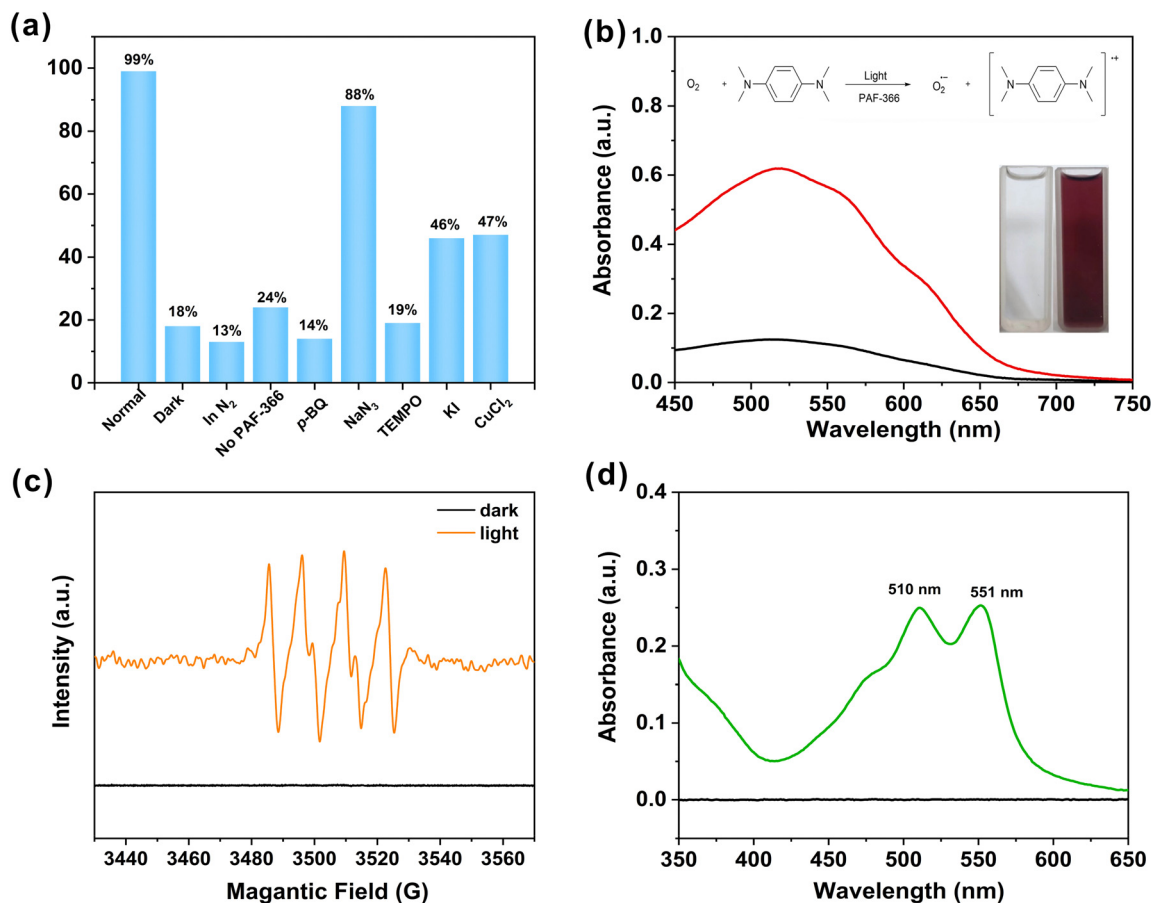 (a)
100
80
60
40
20
0
99%
18%
13%
24%
14%
88%
19%
46%
47%
Normal
Dark
In N₂
No PAF-366
p-BQ
NaN₃
TEMPO
KI
CuCl₂
(b)
Absorbance (a.u.)
1.0
0.8
0.6
0.4
0.2
0.0
O₂ + N N Light PAF-366 O₂•− + [N N]•+
450 500 550 600 650 700 750
Wavelength (nm)
(c)
Intensity (a.u.)
dark
light
3440 3460 3480 3500 3520 3540 3560
Magantic Field (G)
(d)
Absorbance (a.u.)
0.4
0.3
0.2
0.1
0.0
510 nm 551 nm
350 400 450 500 550 600 650
Wavelength (nm)